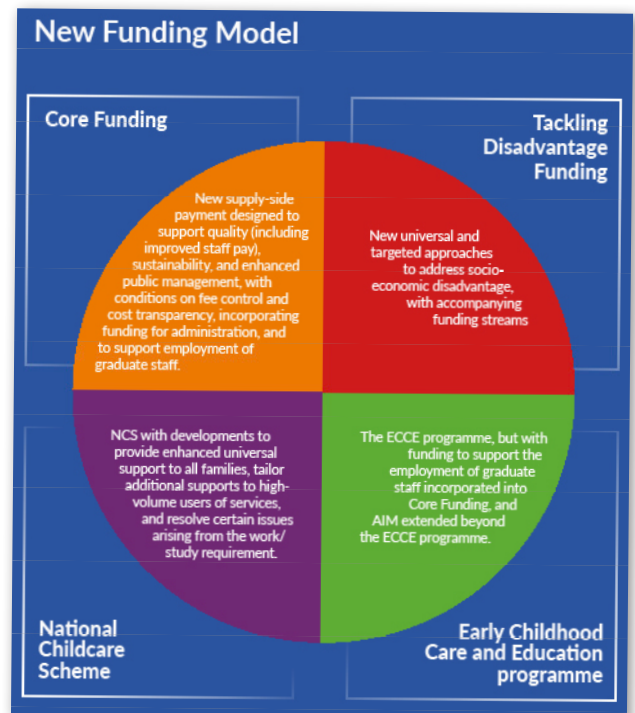 New Funding Model
Core Funding
Tackling
Disadvantage
Funding
New supply-side
payment designed to
support quality (including
improved staff pay),
sustainability, and enhanced
public management, with
conditions on fee control and
cost transparency, incorporating
funding for administration, and
to support employment of
graduate staff.
New universal and
targeted approaches
to address socio-
economic disadvantage,
with accompanying
funding streams
NCS with developments to
provide enhanced universal
support to all families, tailor
additional supports to high-
volume users of services,
and resolve certain issues
arising from the work/
study requirement.
The ECCE programme, but with
funding to support the
employment of graduate
staff incorporated into
Core Funding, and
AIM extended beyond
the ECCE programme.
National
Childcare
Scheme
Early Childhood
Care and Education
programme